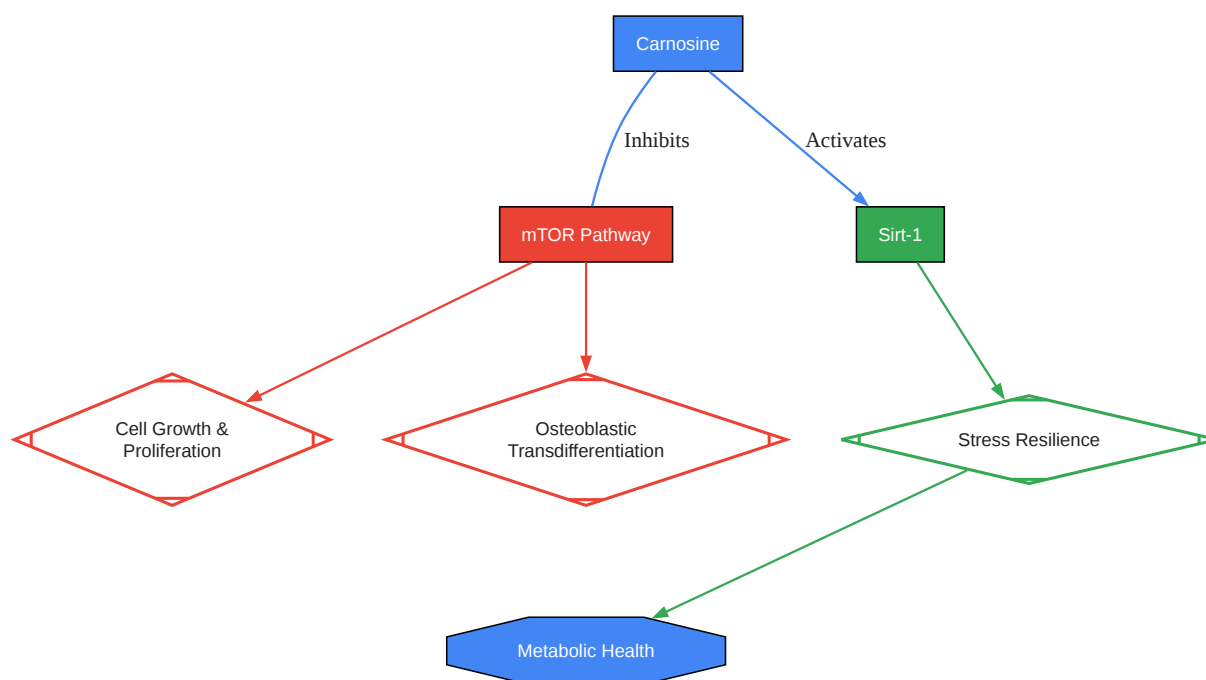 Carnosine
Inhibits
Activates
mTOR Pathway
Sirt-1
Cell Growth &
Proliferation
Osteoblastic
Transdifferentiation
Stress Resilience
Metabolic Health